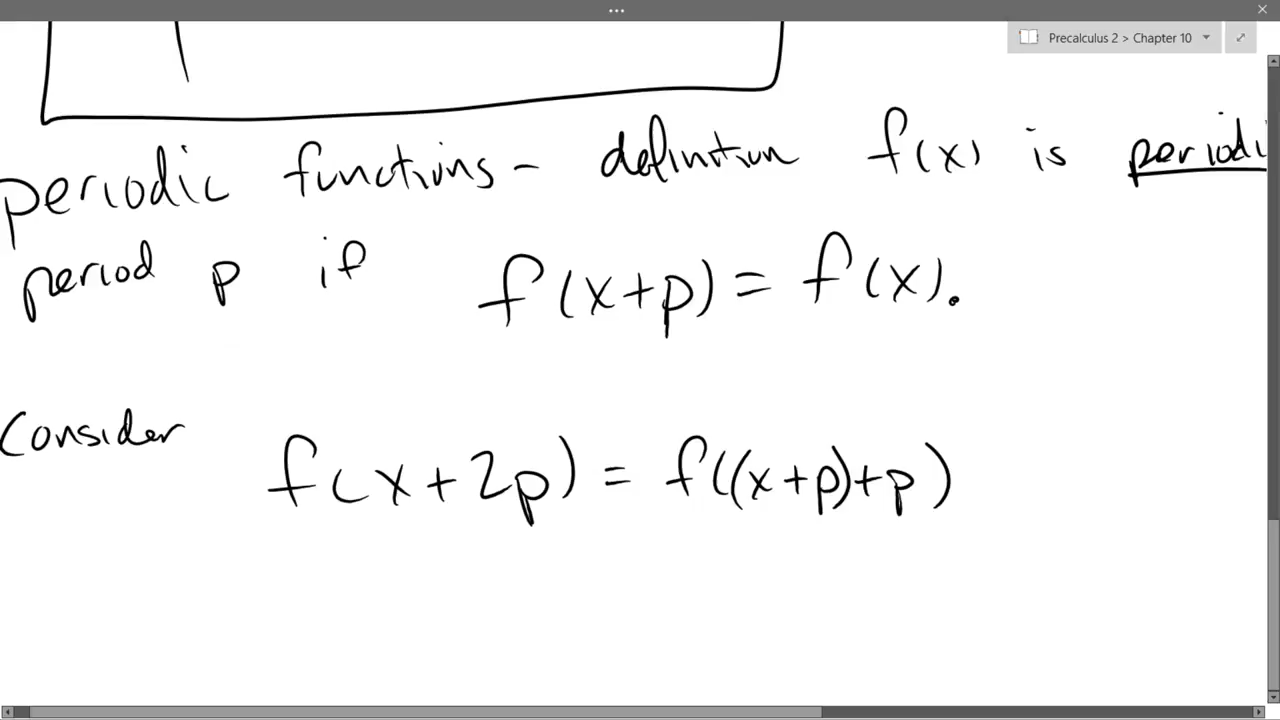 Precalculus 2 > Chapter 10
periodic functions - definition f(x) is periodi
period p if f(x+p) = f(x).
Consider f(x+2p) = f((x+p)+p)